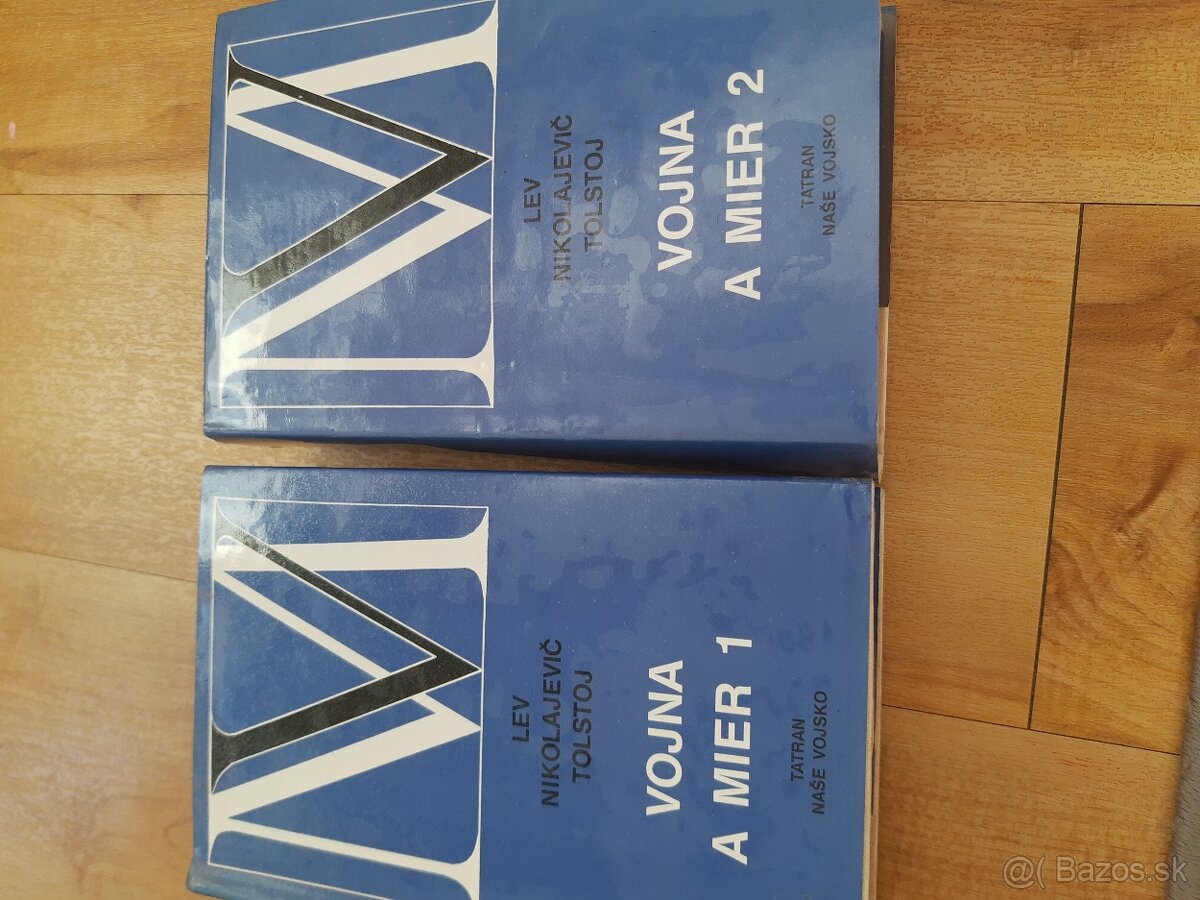 LEV
NIKOLAJEVIČ
TOLSTOJ
VOJNA
A MIER 2
TATRAN
NAŠE VOJSKO
LEV
NIKOLAJEVIČ
TOLSTOJ
VOJNA
A MIER 1
TATRAN
NAŠE VOJSKO
@( Bazos.sk